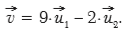 v⃗ = 9·u⃗₁ − 2·u⃗₂.